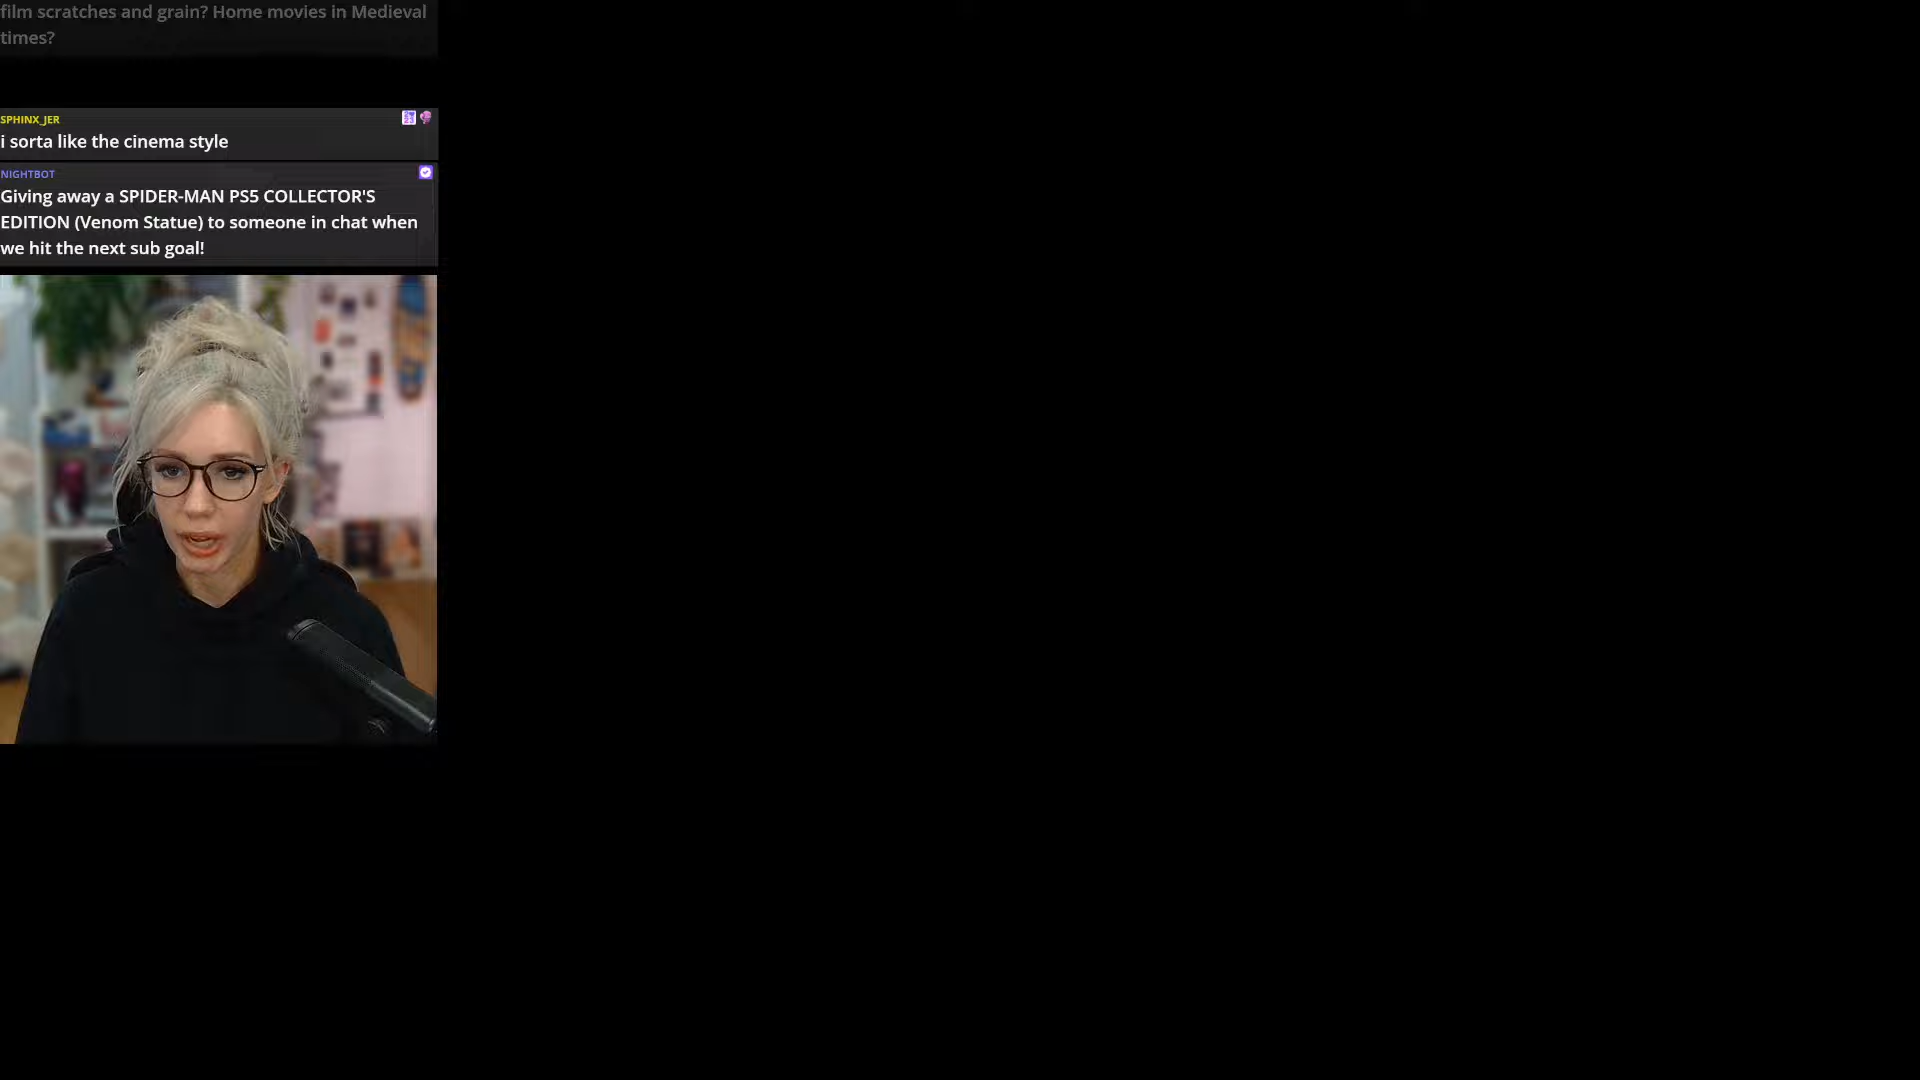 film scratches and grain? Home movies in Medieval
times?
SPHINX_JER
i sorta like the cinema style
NIGHTBOT
Giving away a SPIDER-MAN PS5 COLLECTOR'S
EDITION (Venom Statue) to someone in chat when
we hit the next sub goal!